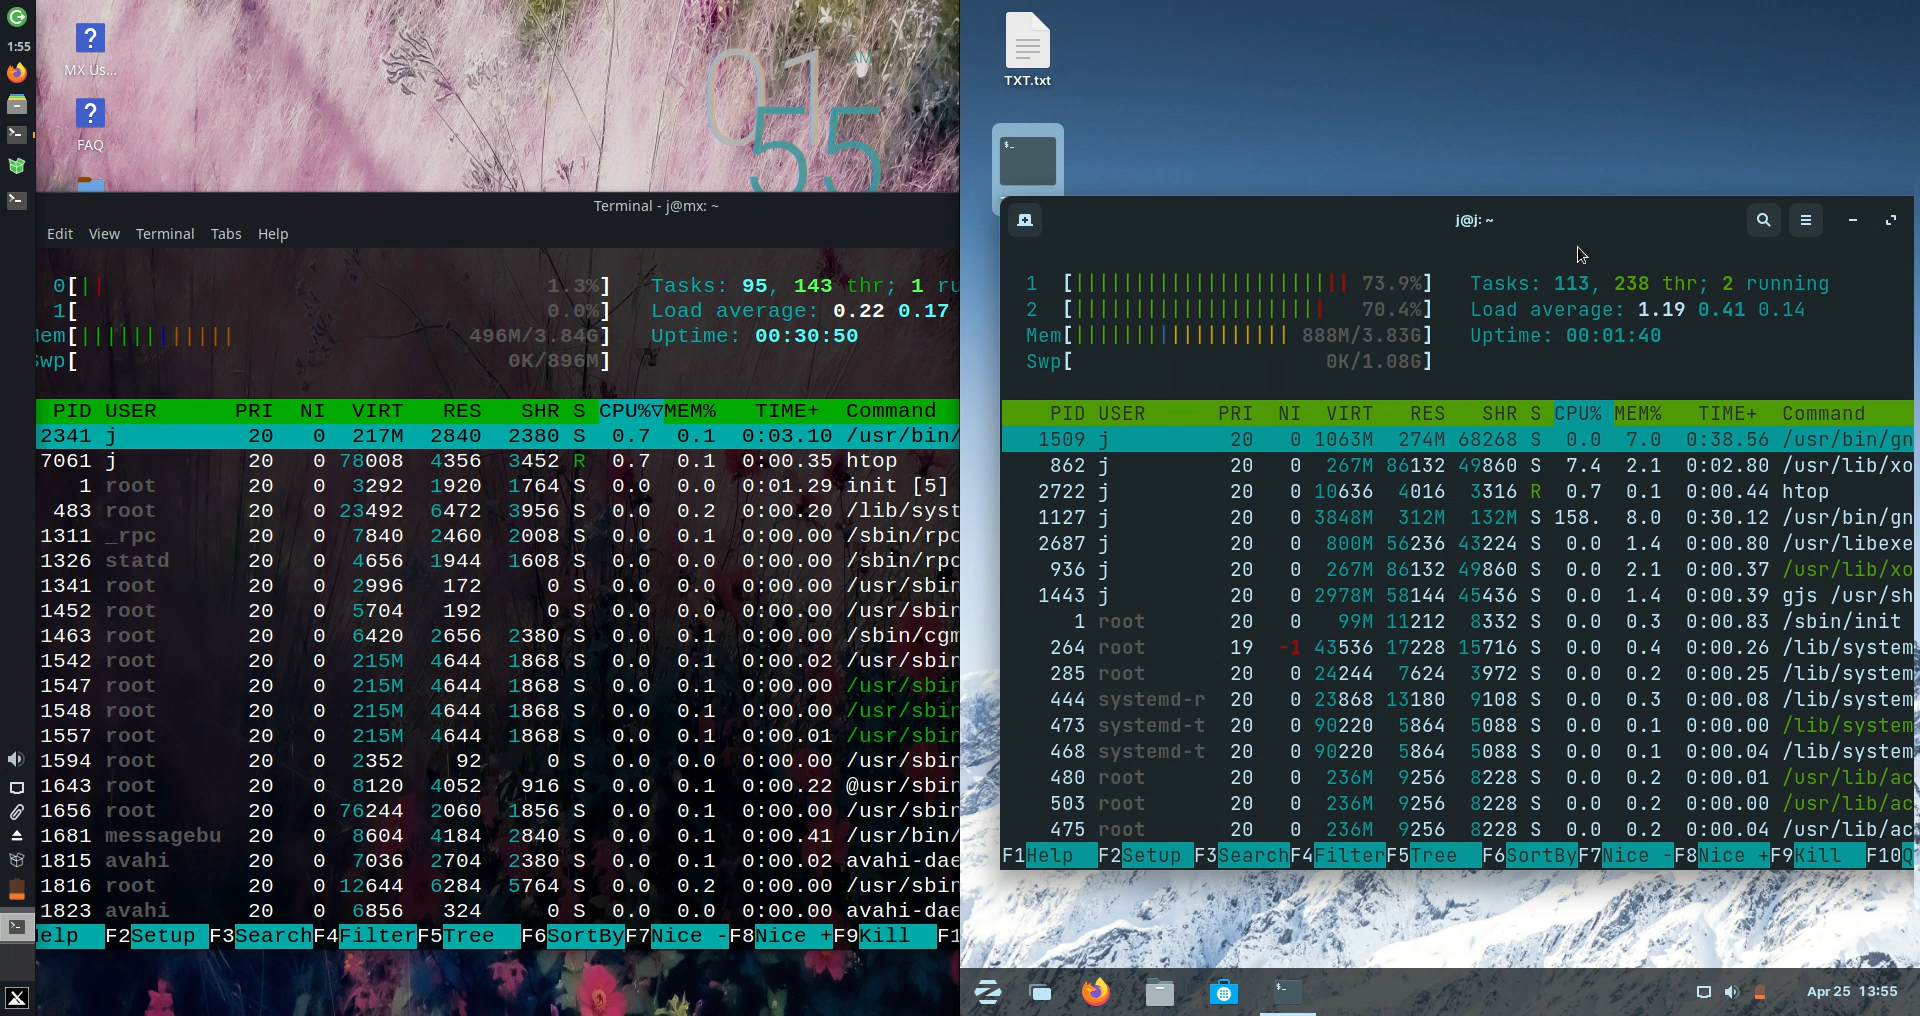 1:55
MX Us...
FAQ
01 AM
55
Terminal - j@mx: ~
Edit View Terminal Tabs Help
0[|| 1.3%] Tasks: 95, 143 thr; 1 ru
1[ 0.0%] Load average: 0.22 0.17
Mem[||||||||||||| 496M/3.84G] Uptime: 00:30:50
Swp[ 0K/896M]
PID USER PRI NI VIRT RES SHR S CPU%▽MEM% TIME+ Command
2341 j 20 0 217M 2840 2380 S 0.7 0.1 0:03.10 /usr/bin/
7061 j 20 0 78008 4356 3452 R 0.7 0.1 0:00.35 htop
1 root 20 0 3292 1920 1764 S 0.0 0.0 0:01.29 init [5]
483 root 20 0 23492 6472 3956 S 0.0 0.2 0:00.20 /lib/syst
1311 _rpc 20 0 7840 2460 2008 S 0.0 0.1 0:00.00 /sbin/rpc
1326 statd 20 0 4656 1944 1608 S 0.0 0.0 0:00.00 /sbin/rpc
1341 root 20 0 2996 172 0 S 0.0 0.0 0:00.00 /usr/sbin
1452 root 20 0 5704 192 0 S 0.0 0.0 0:00.00 /usr/sbin
1463 root 20 0 6420 2656 2380 S 0.0 0.1 0:00.00 /sbin/cgm
1542 root 20 0 215M 4644 1868 S 0.0 0.1 0:00.02 /usr/sbin
1547 root 20 0 215M 4644 1868 S 0.0 0.1 0:00.00 /usr/sbin
1548 root 20 0 215M 4644 1868 S 0.0 0.1 0:00.00 /usr/sbin
1557 root 20 0 215M 4644 1868 S 0.0 0.1 0:00.01 /usr/sbin
1594 root 20 0 2352 92 0 S 0.0 0.0 0:00.00 /usr/sbin
1643 root 20 0 8120 4052 916 S 0.0 0.1 0:00.22 @usr/sbin
1656 root 20 0 76244 2060 1856 S 0.0 0.1 0:00.00 /usr/sbin
1681 messagebu 20 0 8604 4184 2840 S 0.0 0.1 0:00.41 /usr/bin/
1815 avahi 20 0 7036 2704 2380 S 0.0 0.1 0:00.02 avahi-dae
1816 root 20 0 12644 6284 5764 S 0.0 0.2 0:00.00 /usr/sbin
1823 avahi 20 0 6856 324 0 S 0.0 0.0 0:00.00 avahi-dae
elp F2Setup F3SearchF4FilterF5Tree F6SortByF7Nice -F8Nice +F9Kill F1
TXT.txt
j@j: ~
1 [||||||||||||||||||||||| 73.9%] Tasks: 113, 238 thr; 2 running
2 [||||||||||||||||||||| 70.4%] Load average: 1.19 0.41 0.14
Mem[|||||||||||||||||| 888M/3.83G] Uptime: 00:01:40
Swp[ 0K/1.08G]
PID USER PRI NI VIRT RES SHR S CPU% MEM% TIME+ Command
1509 j 20 0 1063M 274M 68268 S 0.0 7.0 0:38.56 /usr/bin/gn
862 j 20 0 267M 86132 49860 S 7.4 2.1 0:02.80 /usr/lib/xo
2722 j 20 0 10636 4016 3316 R 0.7 0.1 0:00.44 htop
1127 j 20 0 3848M 312M 132M S 158. 8.0 0:30.12 /usr/bin/gn
2687 j 20 0 800M 56236 43224 S 0.0 1.4 0:00.80 /usr/libexe
936 j 20 0 267M 86132 49860 S 0.0 2.1 0:00.37 /usr/lib/xo
1443 j 20 0 2978M 58144 45436 S 0.0 1.4 0:00.39 gjs /usr/sh
1 root 20 0 99M 11212 8332 S 0.0 0.3 0:00.83 /sbin/init
264 root 19 -1 43536 17228 15716 S 0.0 0.4 0:00.26 /lib/system
285 root 20 0 24244 7624 3972 S 0.0 0.2 0:00.25 /lib/system
444 systemd-r 20 0 23868 13180 9108 S 0.0 0.3 0:00.08 /lib/system
473 systemd-t 20 0 90220 5864 5088 S 0.0 0.1 0:00.00 /lib/system
468 systemd-t 20 0 90220 5864 5088 S 0.0 0.1 0:00.04 /lib/system
480 root 20 0 236M 9256 8228 S 0.0 0.2 0:00.01 /usr/lib/ac
503 root 20 0 236M 9256 8228 S 0.0 0.2 0:00.00 /usr/lib/ac
475 root 20 0 236M 9256 8228 S 0.0 0.2 0:00.04 /usr/lib/ac
F1Help F2Setup F3SearchF4FilterF5Tree F6SortByF7Nice -F8Nice +F9Kill F10Q
Apr 25 13:55